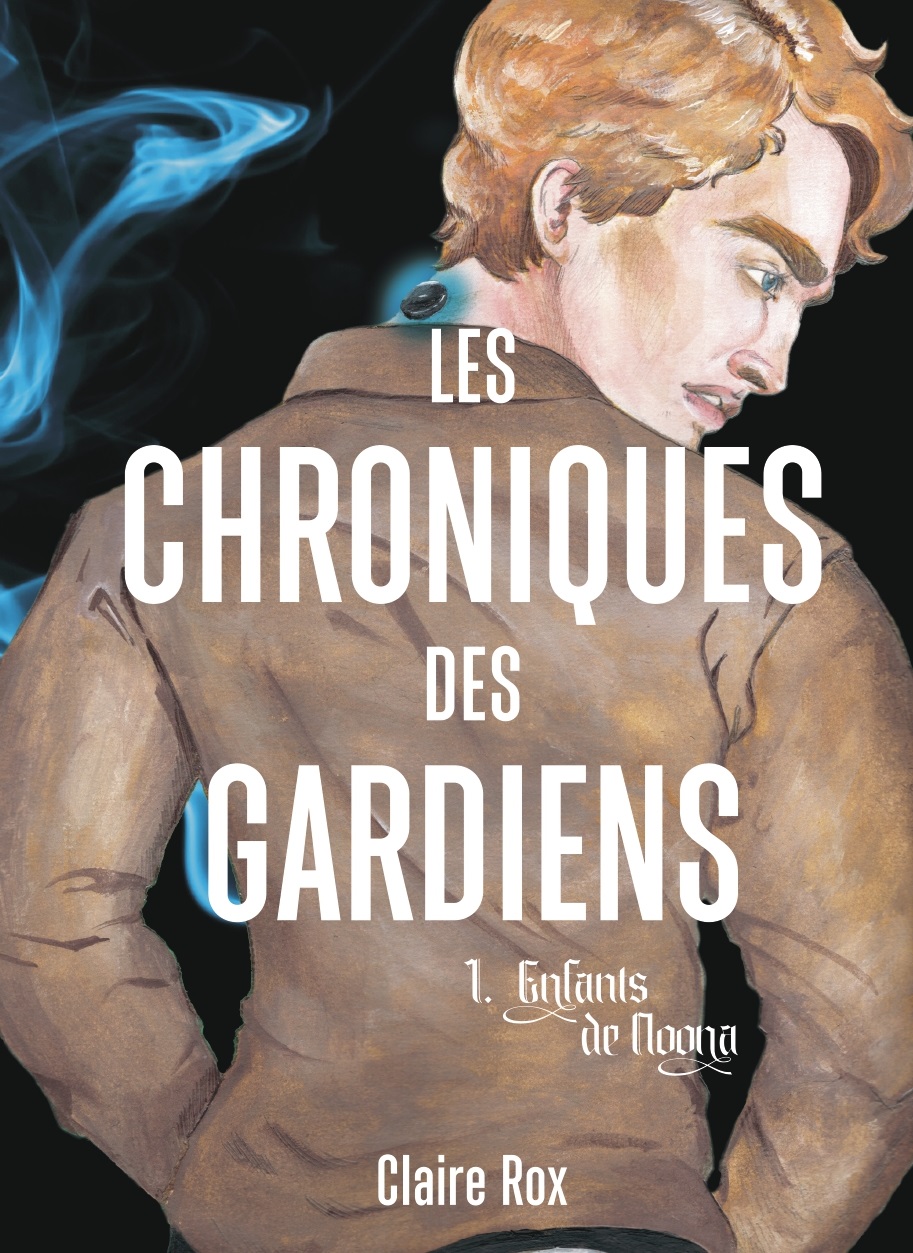 LES
CHRONIQUES
DES
GARDIENS
1. Enfants
de Noona
Claire Rox